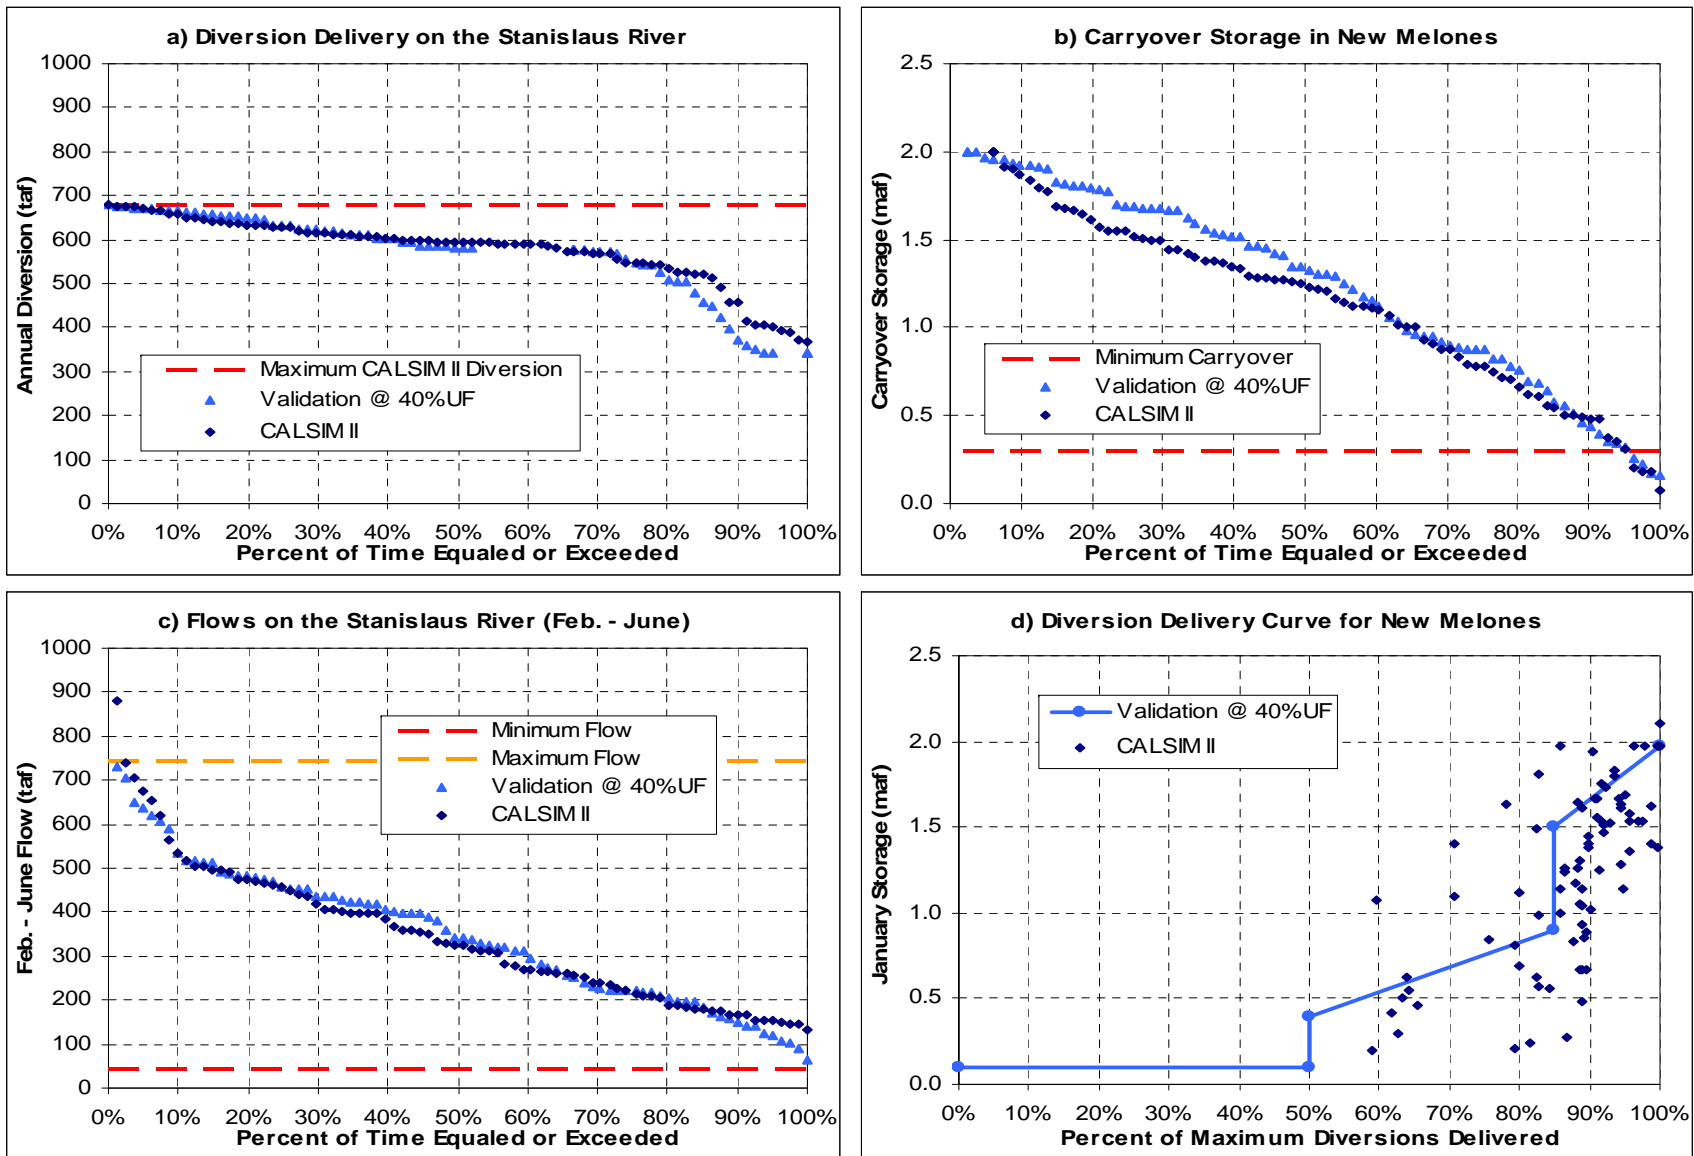 a) Diversion Delivery on the Stanislaus River
1000
900
800
700
600
500
400
300
200
100
0
Annual Diversion (taf)
Maximum CALSIM II Diversion
Validation @ 40%UF
CALSIM II
0% 10% 20% 30% 40% 50% 60% 70% 80% 90% 100%
Percent of Time Equaled or Exceeded
b) Carryover Storage in New Melones
2.5
2.0
1.5
1.0
0.5
0.0
Carryover Storage (maf)
Minimum Carryover
Validation @ 40%UF
CALSIM II
0% 10% 20% 30% 40% 50% 60% 70% 80% 90% 100%
Percent of Time Equaled or Exceeded
c) Flows on the Stanislaus River (Feb. - June)
1000
900
800
700
600
500
400
300
200
100
0
Feb. - June Flow (taf)
Minimum Flow
Maximum Flow
Validation @ 40%UF
CALSIM II
0% 10% 20% 30% 40% 50% 60% 70% 80% 90% 100%
Percent of Time Equaled or Exceeded
d) Diversion Delivery Curve for New Melones
2.5
2.0
1.5
1.0
0.5
0.0
January Storage (maf)
Validation @ 40%UF
CALSIM II
0% 10% 20% 30% 40% 50% 60% 70% 80% 90% 100%
Percent of Maximum Diversions Delivered